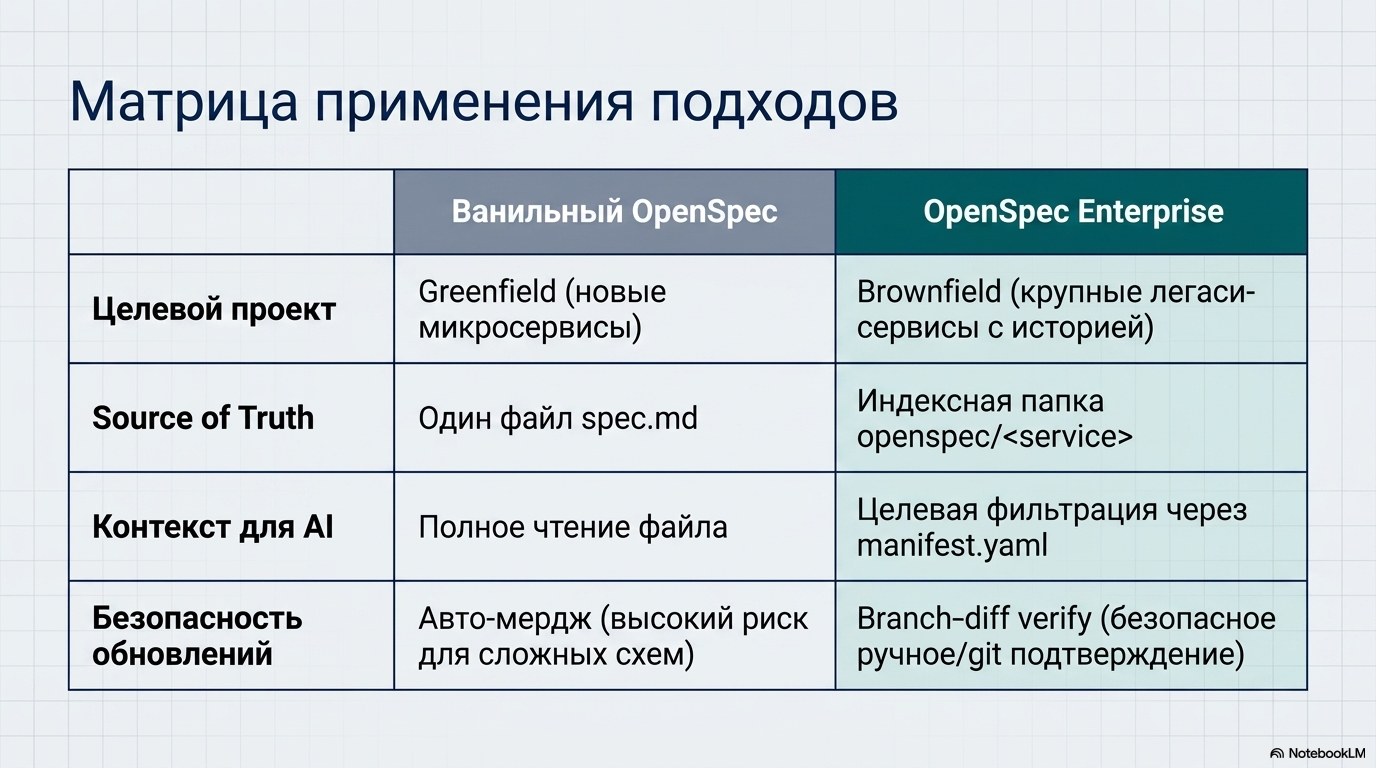 Матрица применения подходов
Ванильный OpenSpec
OpenSpec Enterprise
Целевой проект
Greenfield (новые
микросервисы)
Brownfield (крупные легаси-
сервисы с историей)
Source of Truth
Один файл spec.md
Индексная папка
openspec/<service>
Контекст для AI
Полное чтение файла
Целевая фильтрация через
manifest.yaml
Безопасность
обновлений
Авто-мердж (высокий риск
для сложных схем)
Branch-diff verify (безопасное
ручное/git подтверждение)
NotebookLM